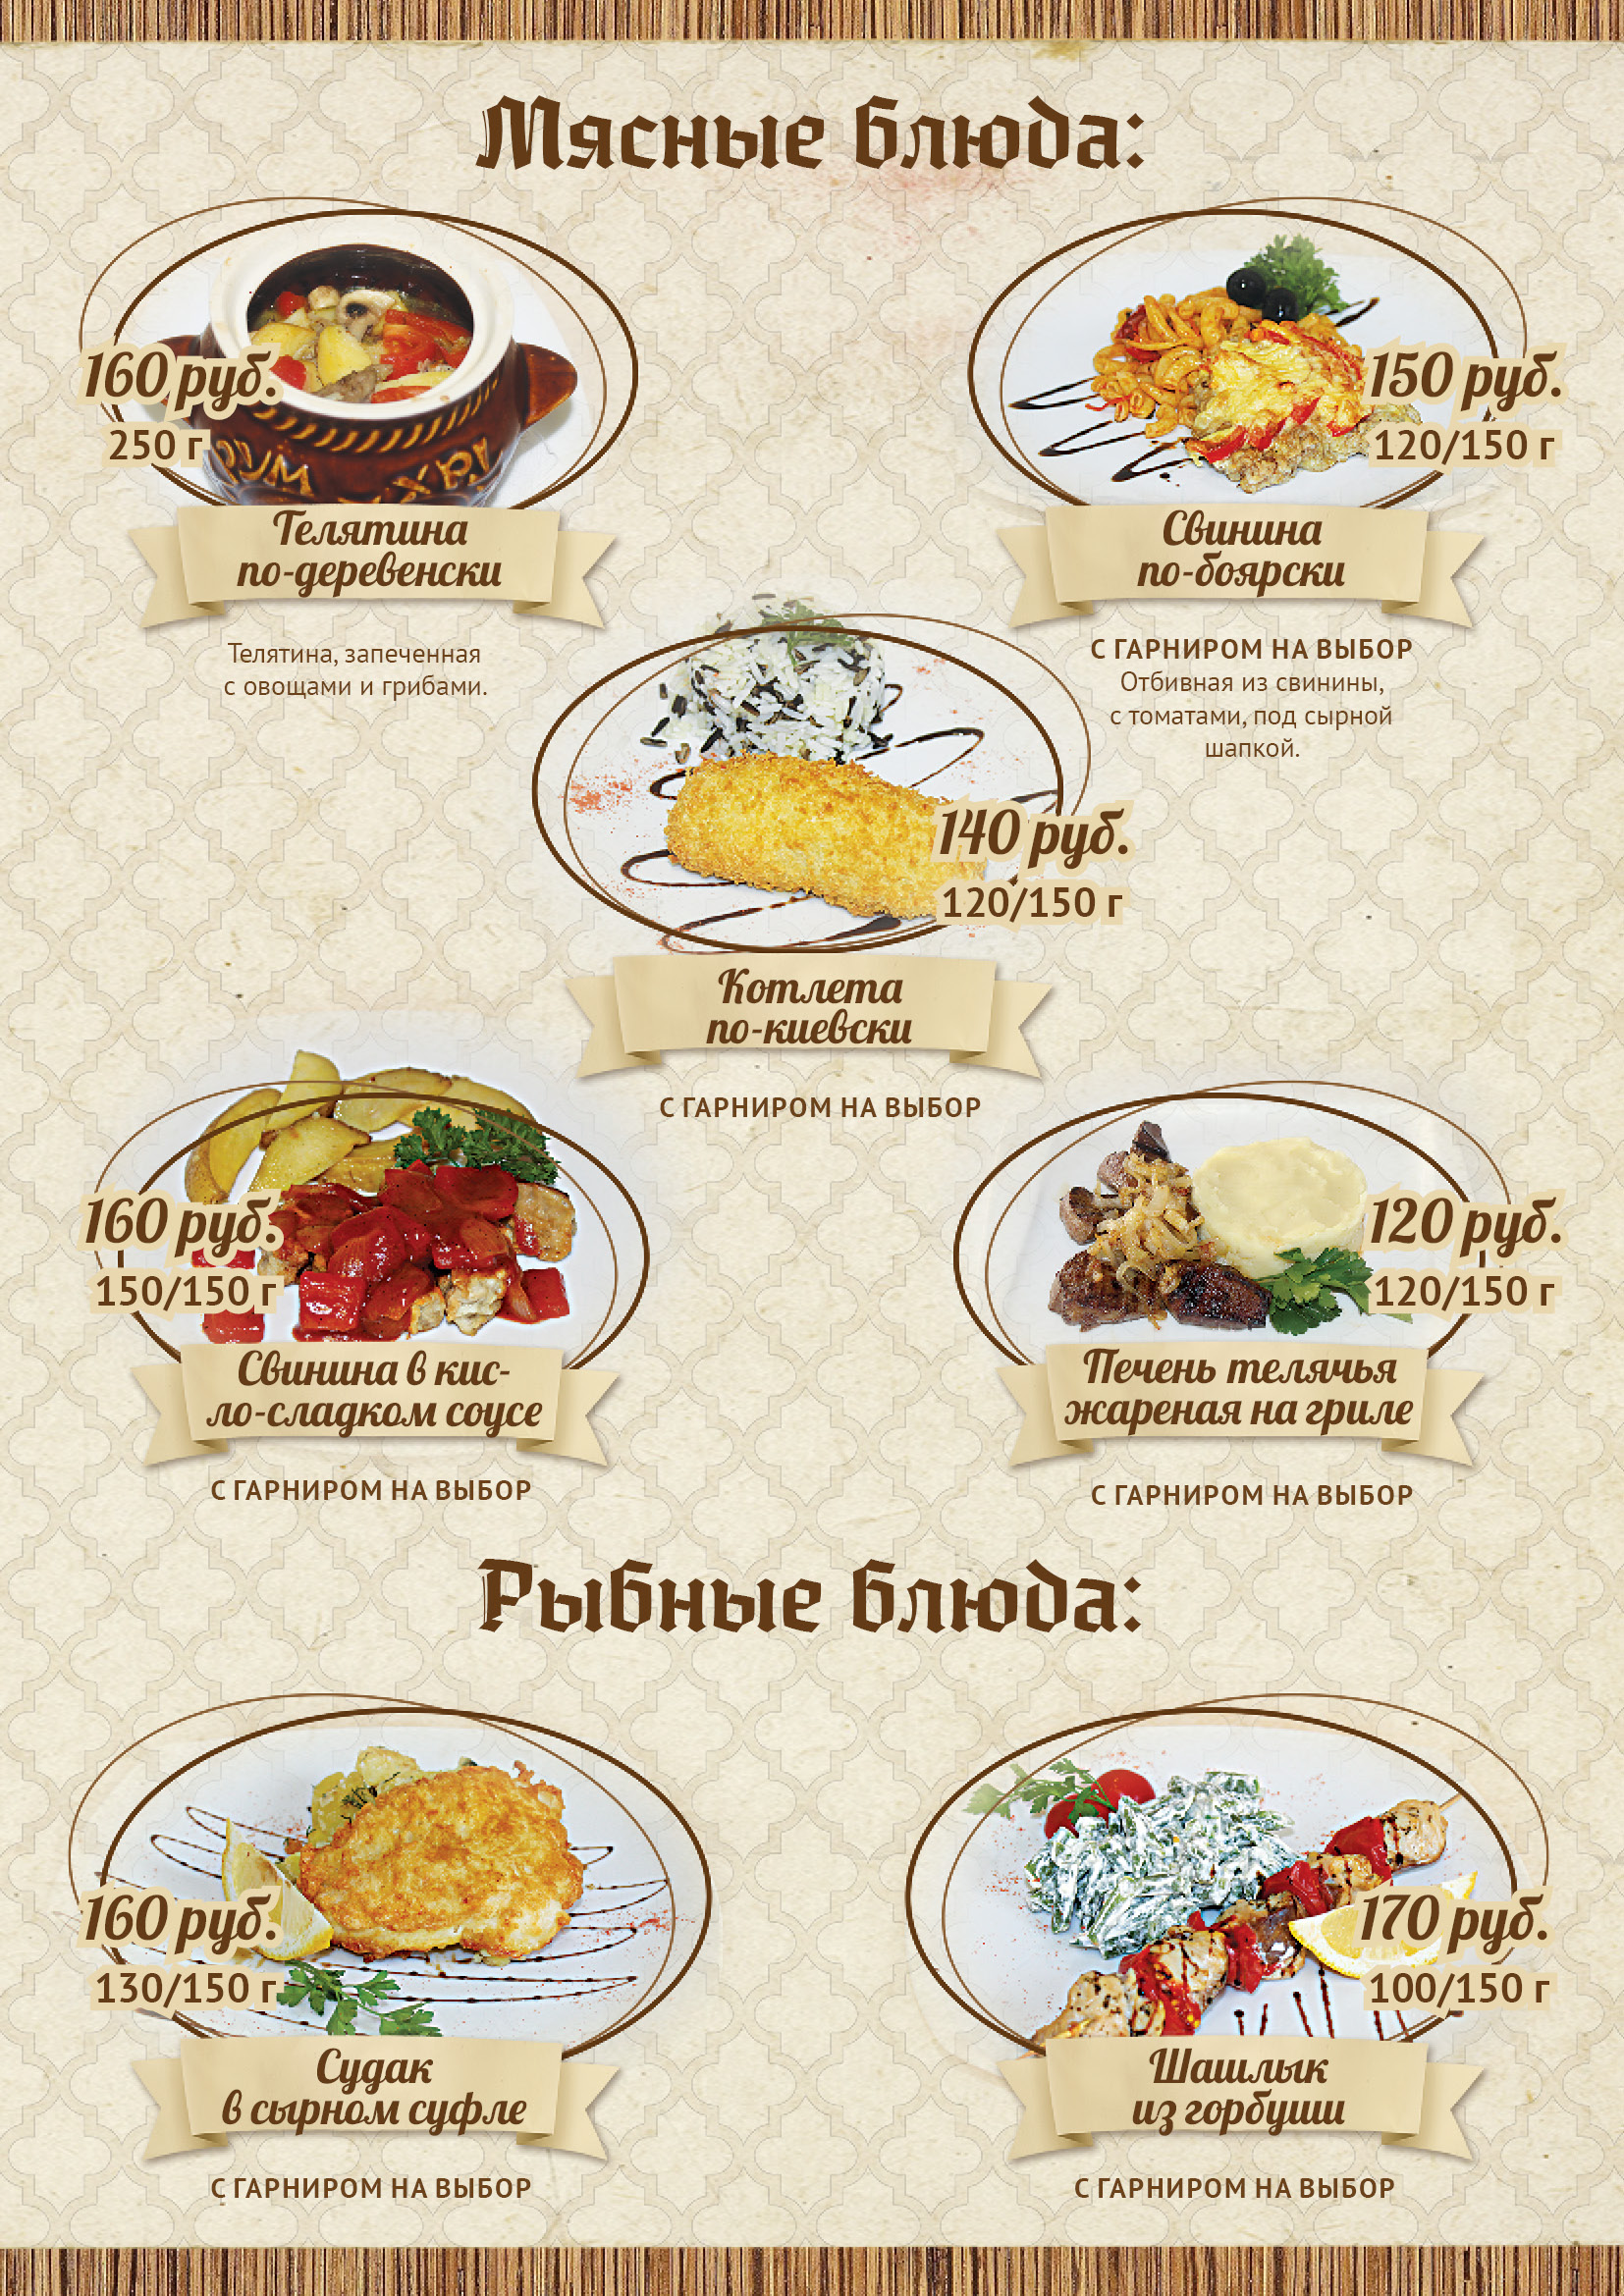 Мясные блюда:
160 руб.
250 г
Телятина
по-деревенски
Телятина, запеченная
с овощами и грибами.
150 руб.
120/150 г
Свинина
по-боярски
С ГАРНИРОМ НА ВЫБОР
Отбивная из свинины,
с томатами, под сырной
шапкой.
140 руб.
120/150 г
Котлета
по-киевски
С ГАРНИРОМ НА ВЫБОР
160 руб.
150/150 г
Свинина в кис-
ло-сладком соусе
С ГАРНИРОМ НА ВЫБОР
120 руб.
120/150 г
Печень телячья
жареная на гриле
С ГАРНИРОМ НА ВЫБОР
Рыбные блюда:
160 руб.
130/150 г
Судак
в сырном суфле
С ГАРНИРОМ НА ВЫБОР
170 руб.
100/150 г
Шашлык
из горбуши
С ГАРНИРОМ НА ВЫБОР